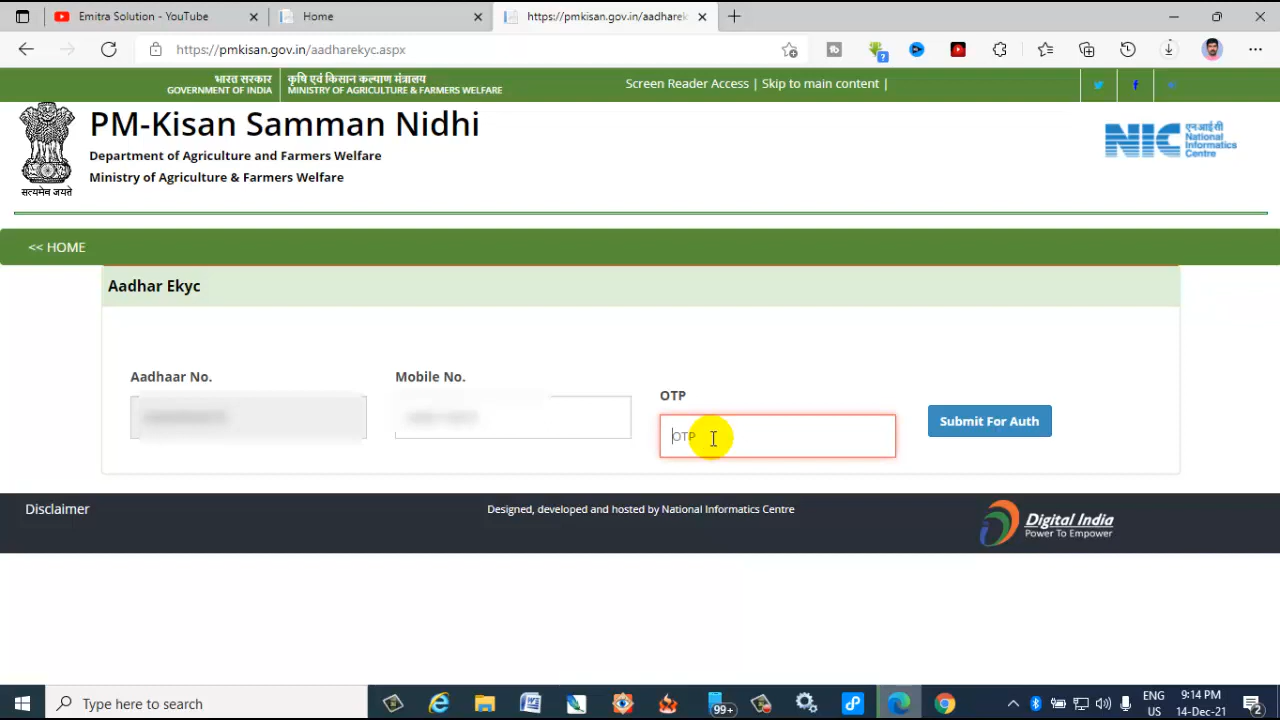 Emitra Solution - YouTube
Home
https://pmkisan.gov.in/aadharekyc
https://pmkisan.gov.in/aadharekyc.aspx
भारत सरकार
GOVERNMENT OF INDIA
कृषि एवं किसान कल्याण मंत्रालय
MINISTRY OF AGRICULTURE & FARMERS WELFARE
Screen Reader Access | Skip to main content |
PM-Kisan Samman Nidhi
Department of Agriculture and Farmers Welfare
Ministry of Agriculture & Farmers Welfare
सत्यमेव जयते
NIC
एन आई सी
National
Informatics
Centre
<< HOME
Aadhar Ekyc
Aadhaar No.
Mobile No.
OTP
OTP
Submit For Auth
Disclaimer
Designed, developed and hosted by National Informatics Centre
Digital India
Power To Empower
Type here to search
99+
ENG
US
9:14 PM
14-Dec-21
2